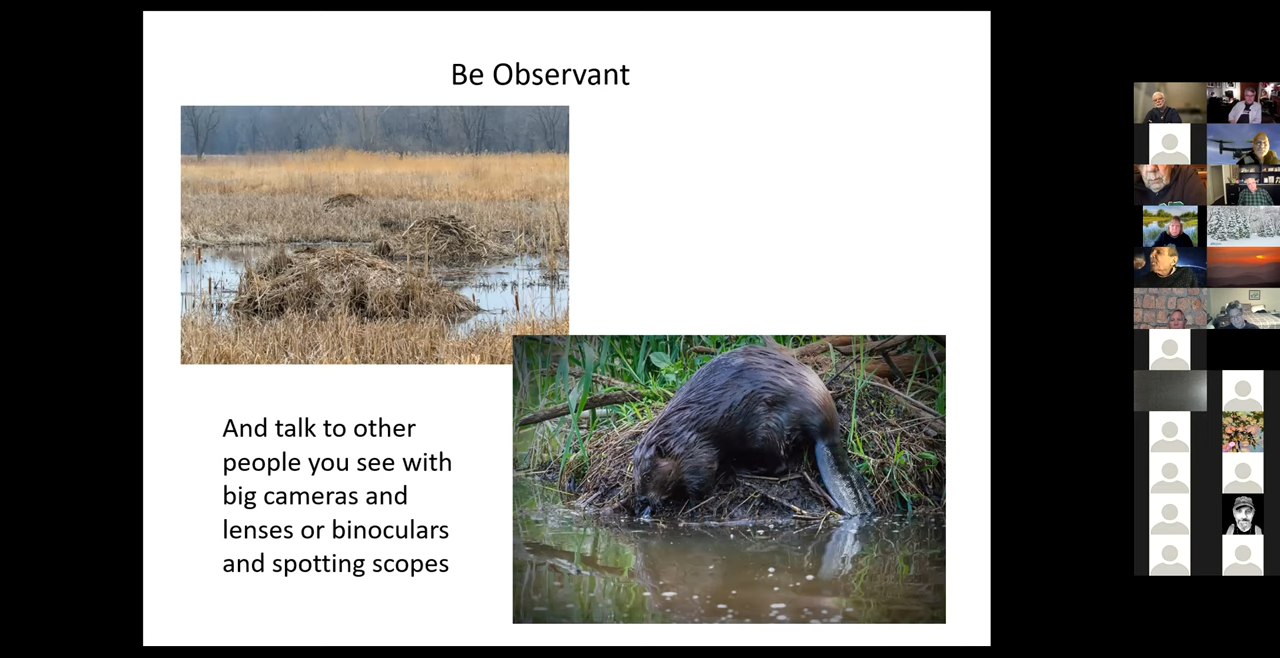 Be Observant
And talk to other
people you see with
big cameras and
lenses or binoculars
and spotting scopes